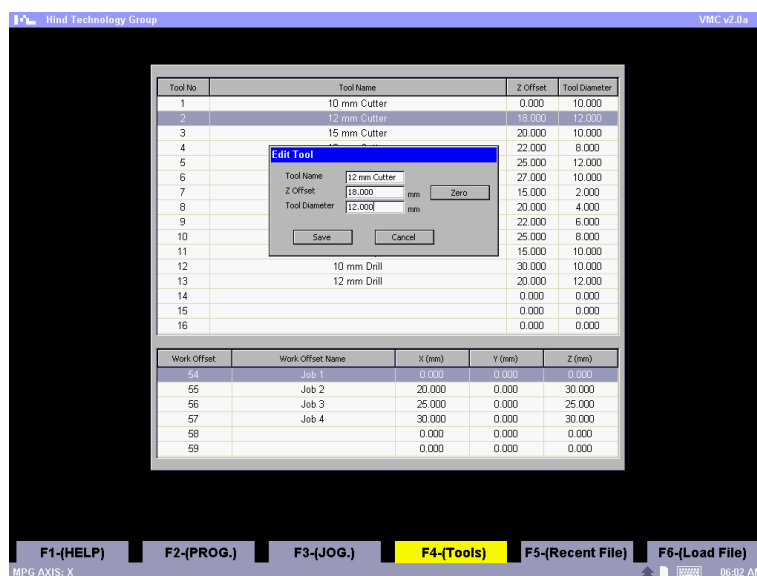 Hind Technology Group VMC v2.0a
Tool No Tool Name Z Offset Tool Diameter
1 10 mm Cutter 0.000 10.000
2 12 mm Cutter 18.000 12.000
3 15 mm Cutter 20.000 10.000
4 22.000 8.000
5 25.000 12.000
6 27.000 10.000
7 15.000 2.000
8 20.000 4.000
9 22.000 6.000
10 25.000 8.000
11 15.000 10.000
12 10 mm Drill 30.000 10.000
13 12 mm Drill 20.000 12.000
14 0.000 0.000
15 0.000 0.000
16 0.000 0.000
Edit Tool
Tool Name 12 mm Cutter
Z Offset 18.000 mm Zero
Tool Diameter 12.000 mm
Save Cancel
Work Offset Work Offset Name X (mm) Y (mm) Z (mm)
54 Job 1 0.000 0.000 0.000
55 Job 2 20.000 0.000 30.000
56 Job 3 25.000 0.000 25.000
57 Job 4 30.000 0.000 30.000
58 0.000 0.000 0.000
59 0.000 0.000 0.000
F1-(HELP) F2-(PROG.) F3-(JOG.) F4-(Tools) F5-(Recent File) F6-(Load File)
MPG AXIS: X 06:02 AM